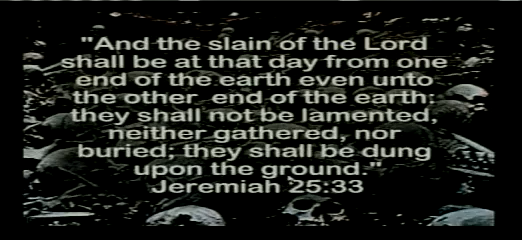 "And the slain of the Lord
shall be at that day from one
end of the earth even unto
the other end of the earth:
they shall not be lamented,
neither gathered, nor
buried; they shall be dung
upon the ground."
Jeremiah 25:33